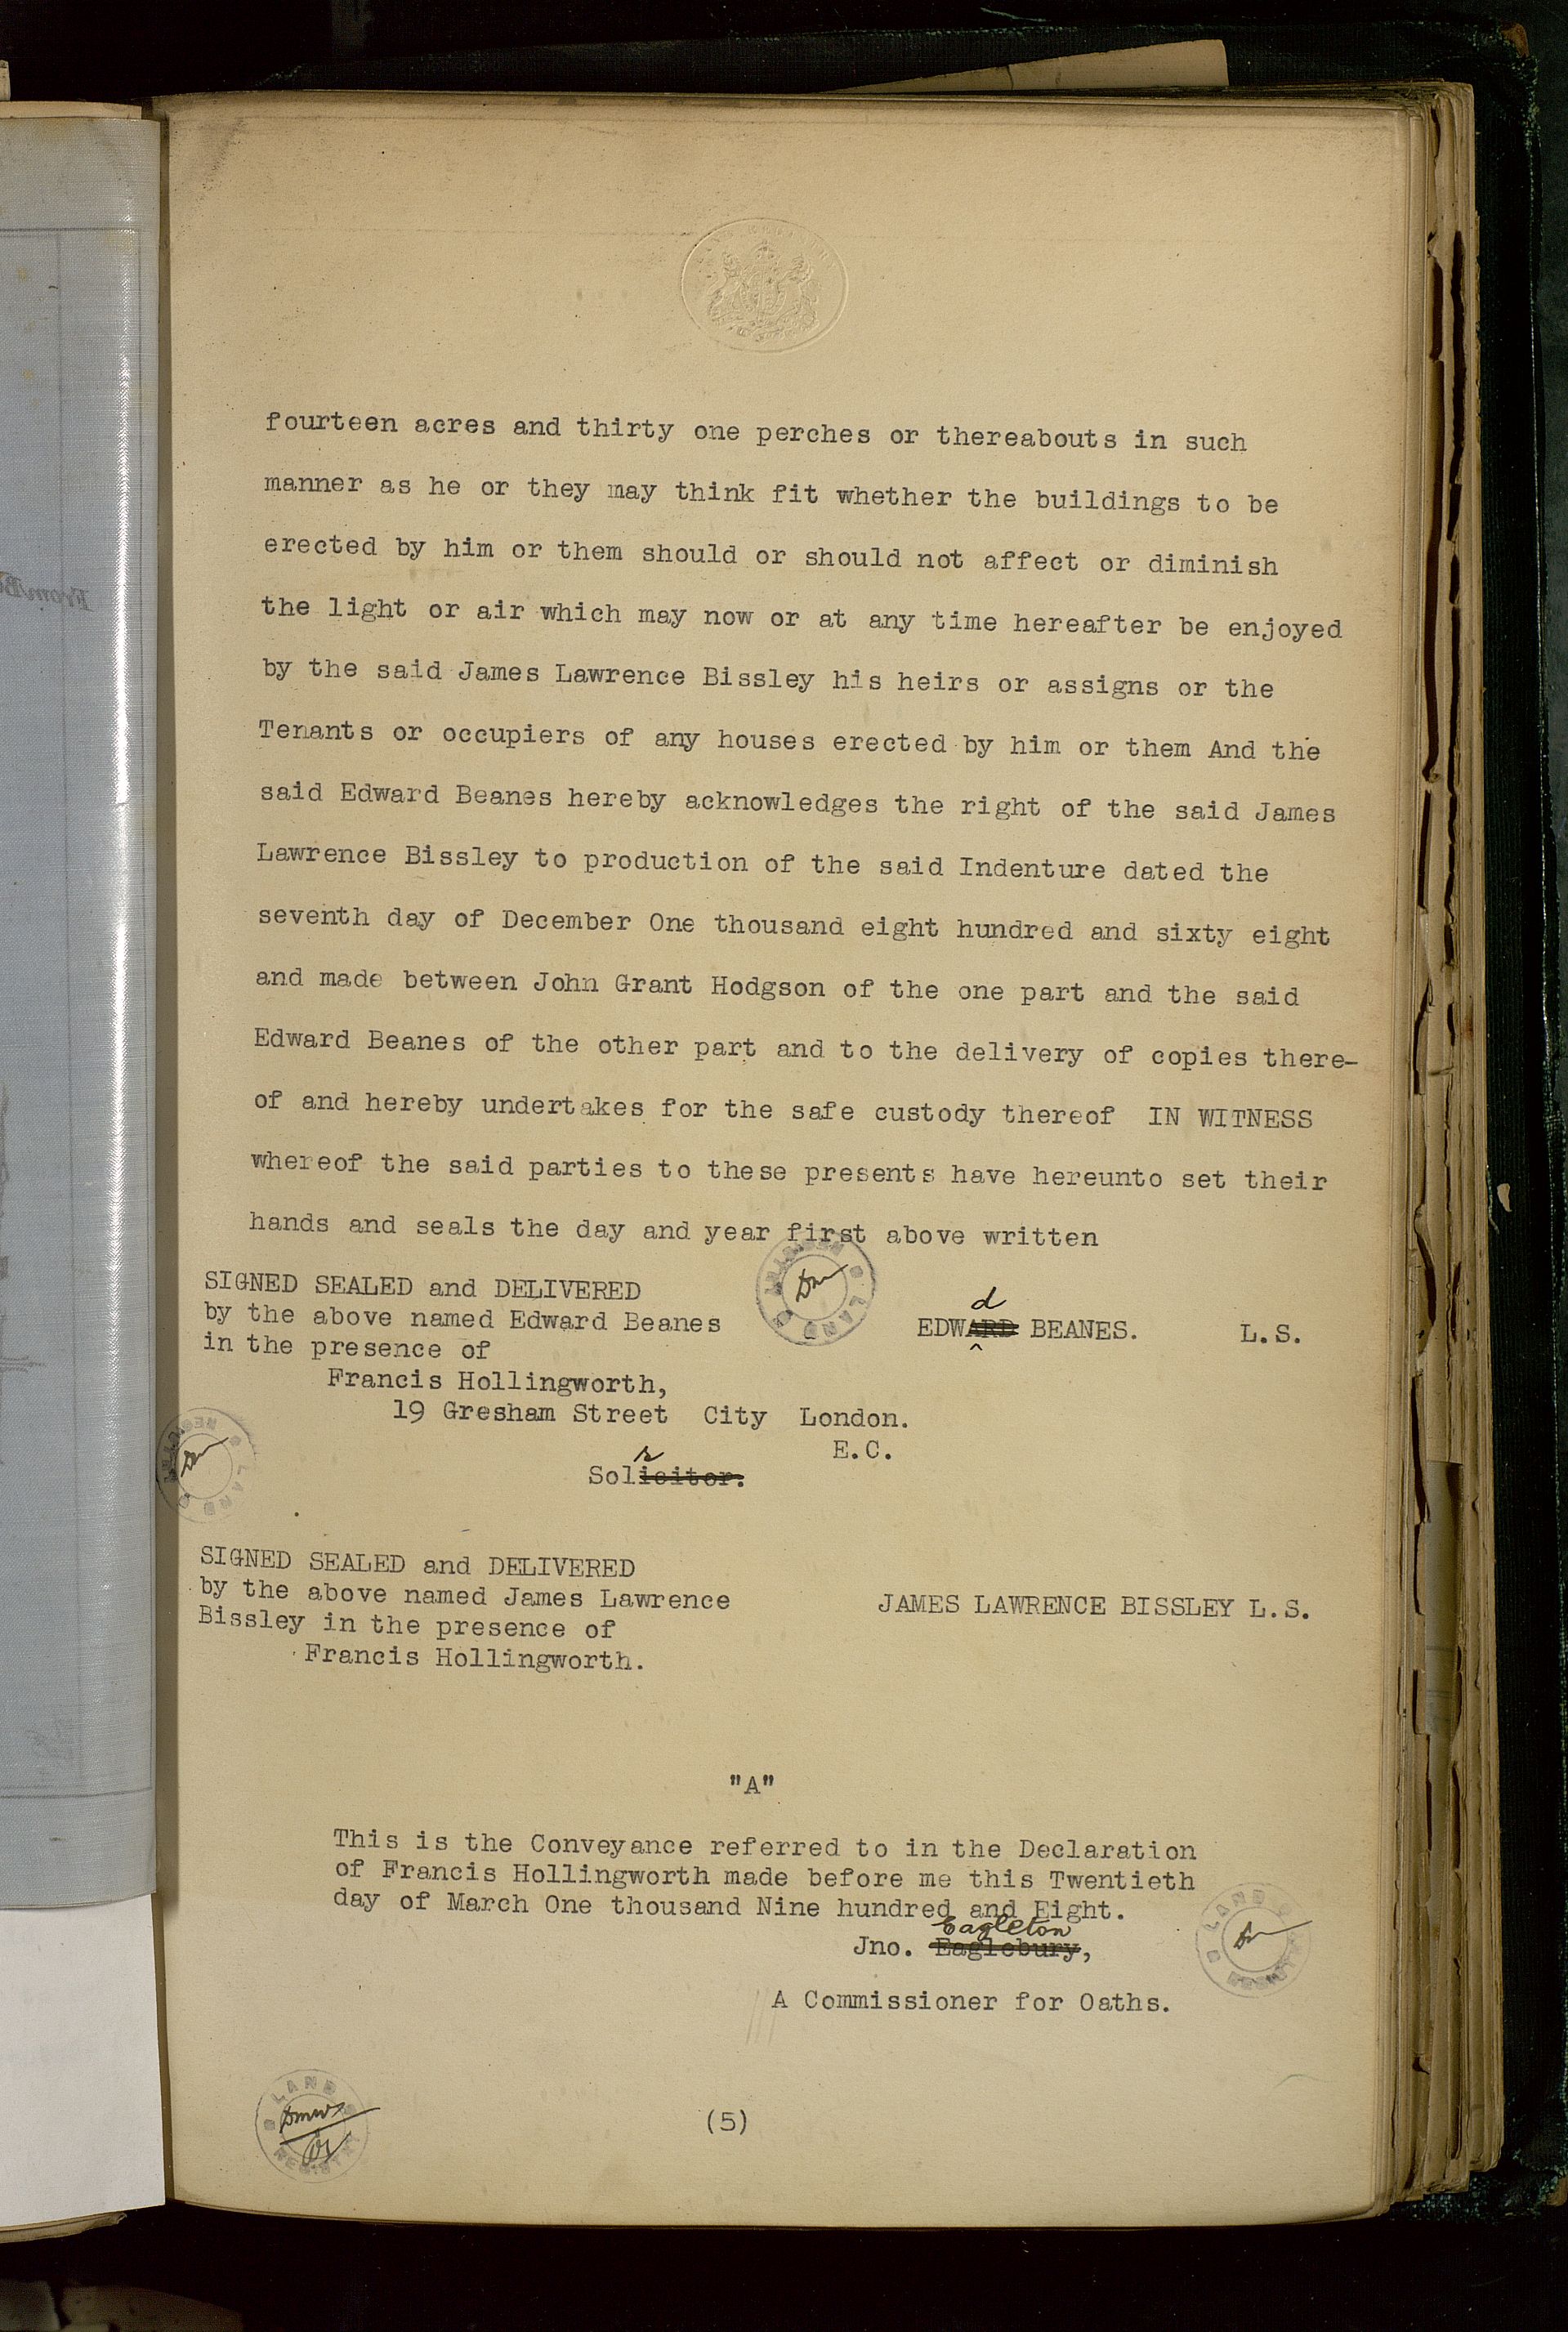 fourteen acres and thirty one perches or thereabouts in such
manner as he or they may think fit whether the buildings to be
erected by him or them should or should not affect or diminish
the light or air which may now or at any time hereafter be enjoyed
by the said James Lawrence Bissley his heirs or assigns or the
Tenants or occupiers of any houses erected by him or them And the
said Edward Beanes hereby acknowledges the right of the said James
Lawrence Bissley to production of the said Indenture dated the
seventh day of December One thousand eight hundred and sixty eight
and made between John Grant Hodgson of the one part and the said
Edward Beanes of the other part and to the delivery of copies there-
of and hereby undertakes for the safe custody thereof IN WITNESS
whereof the said parties to these presents have hereunto set their
hands and seals the day and year first above written
SIGNED SEALED and DELIVERED
by the above named Edward Beanes
in the presence of
d
EDWARD BEANES. L.S.
Francis Hollingworth,
19 Gresham Street City London.
E.C.
r
Solicitor.
SIGNED SEALED and DELIVERED
by the above named James Lawrence
Bissley in the presence of
Francis Hollingworth.
JAMES LAWRENCE BISSLEY L.S.
"A"
This is the Conveyance referred to in the Declaration
of Francis Hollingworth made before me this Twentieth
day of March One thousand Nine hundred and Eight.
Eagleton
Jno. Eaglebury,
A Commissioner for Oaths.
LAND REGISTRY
(5)